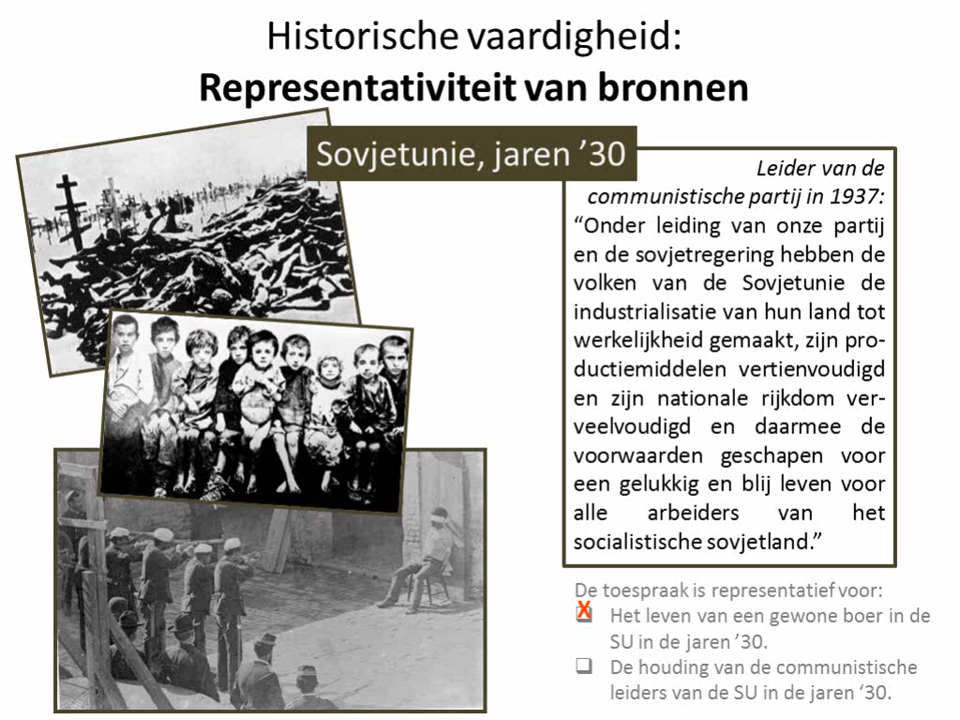 Historische vaardigheid:
Representativiteit van bronnen
Sovjetunie, jaren ’30
Leider van de
communistische partij in 1937:
“Onder leiding van onze partij
en de sovjetregering hebben de
volken van de Sovjetunie de
industrialisatie van hun land tot
werkelijkheid gemaakt, zijn pro-
ductiemiddelen vertienvoudigd
en zijn nationale rijkdom ver-
veelvoudigd en daarmee de
voorwaarden geschapen voor
een gelukkig en blij leven voor
alle arbeiders van het
socialistische sovjetland.”
De toespraak is representatief voor:
X Het leven van een gewone boer in de
SU in de jaren ’30.
❑ De houding van de communistische
leiders van de SU in de jaren ‘30.